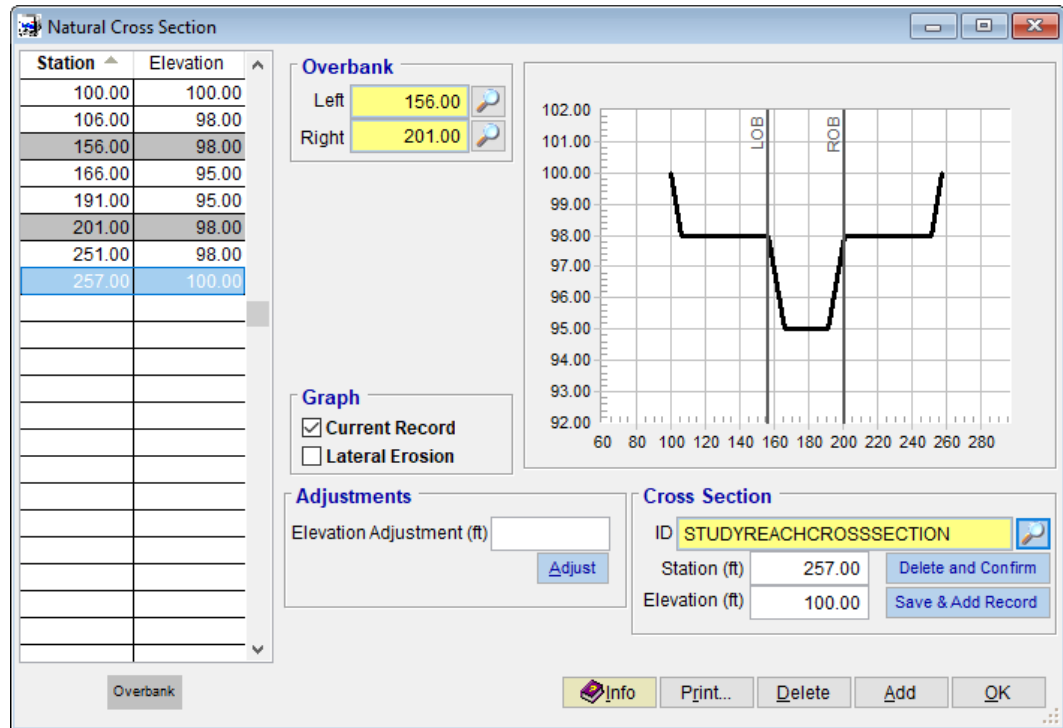 Natural Cross Section
Station Elevation
100.00 100.00
106.00 98.00
156.00 98.00
166.00 95.00
191.00 95.00
201.00 98.00
251.00 98.00
257.00 100.00
Overbank
Overbank
Left 156.00
Right 201.00
Graph
Current Record
Lateral Erosion
102.00
101.00
100.00
99.00
98.00
97.00
96.00
95.00
94.00
93.00
92.00
60 80 100 120 140 160 180 200 220 240 260 280
LOB
ROB
Adjustments
Elevation Adjustment (ft)
Adjust
Cross Section
ID STUDYREACHCROSSSECTION
Station (ft) 257.00 Delete and Confirm
Elevation (ft) 100.00 Save & Add Record
Info Print... Delete Add OK